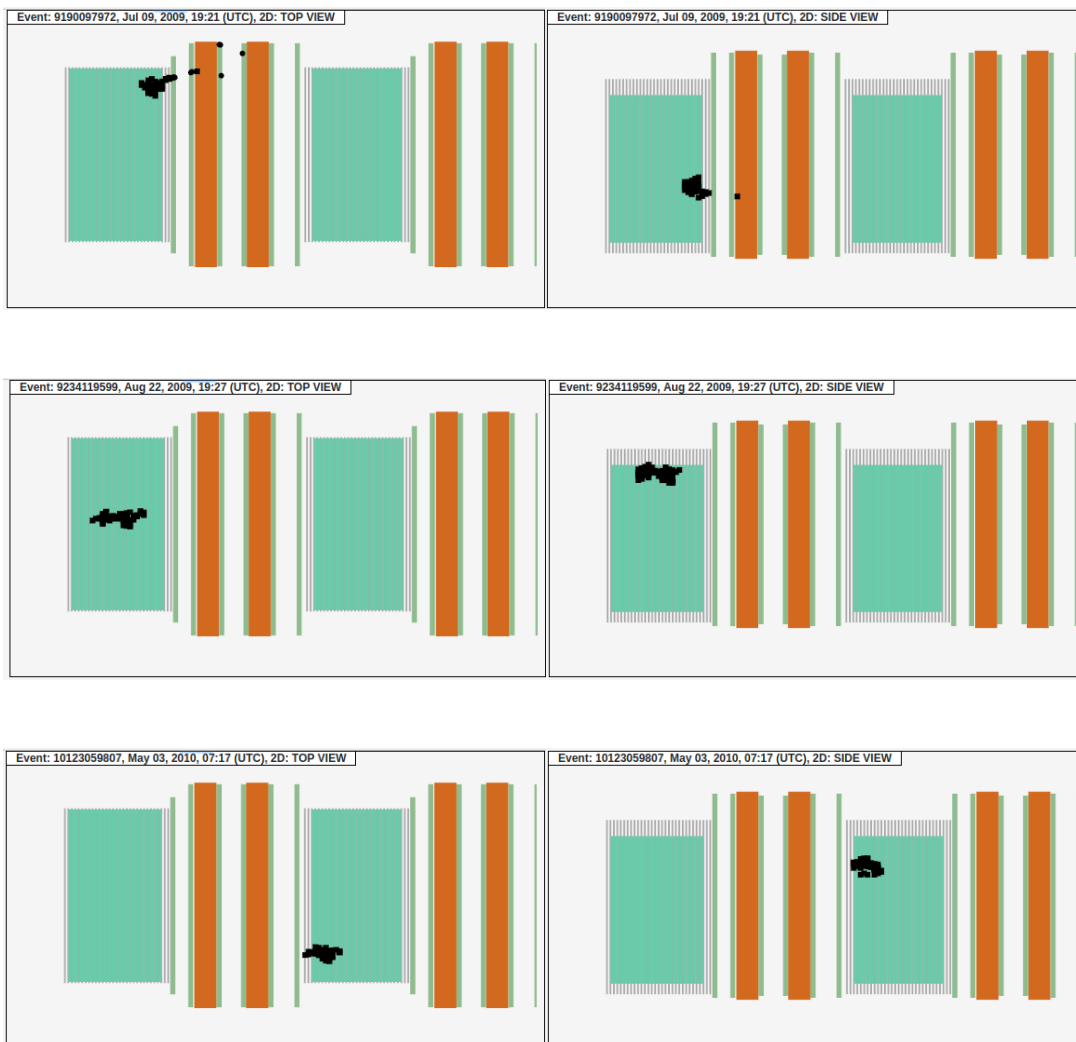 Event: 9190097972, Jul 09, 2009, 19:21 (UTC), 2D: TOP VIEW
Event: 9190097972, Jul 09, 2009, 19:21 (UTC), 2D: SIDE VIEW
Event: 9234119599, Aug 22, 2009, 19:27 (UTC), 2D: TOP VIEW
Event: 9234119599, Aug 22, 2009, 19:27 (UTC), 2D: SIDE VIEW
Event: 10123059807, May 03, 2010, 07:17 (UTC), 2D: TOP VIEW
Event: 10123059807, May 03, 2010, 07:17 (UTC), 2D: SIDE VIEW